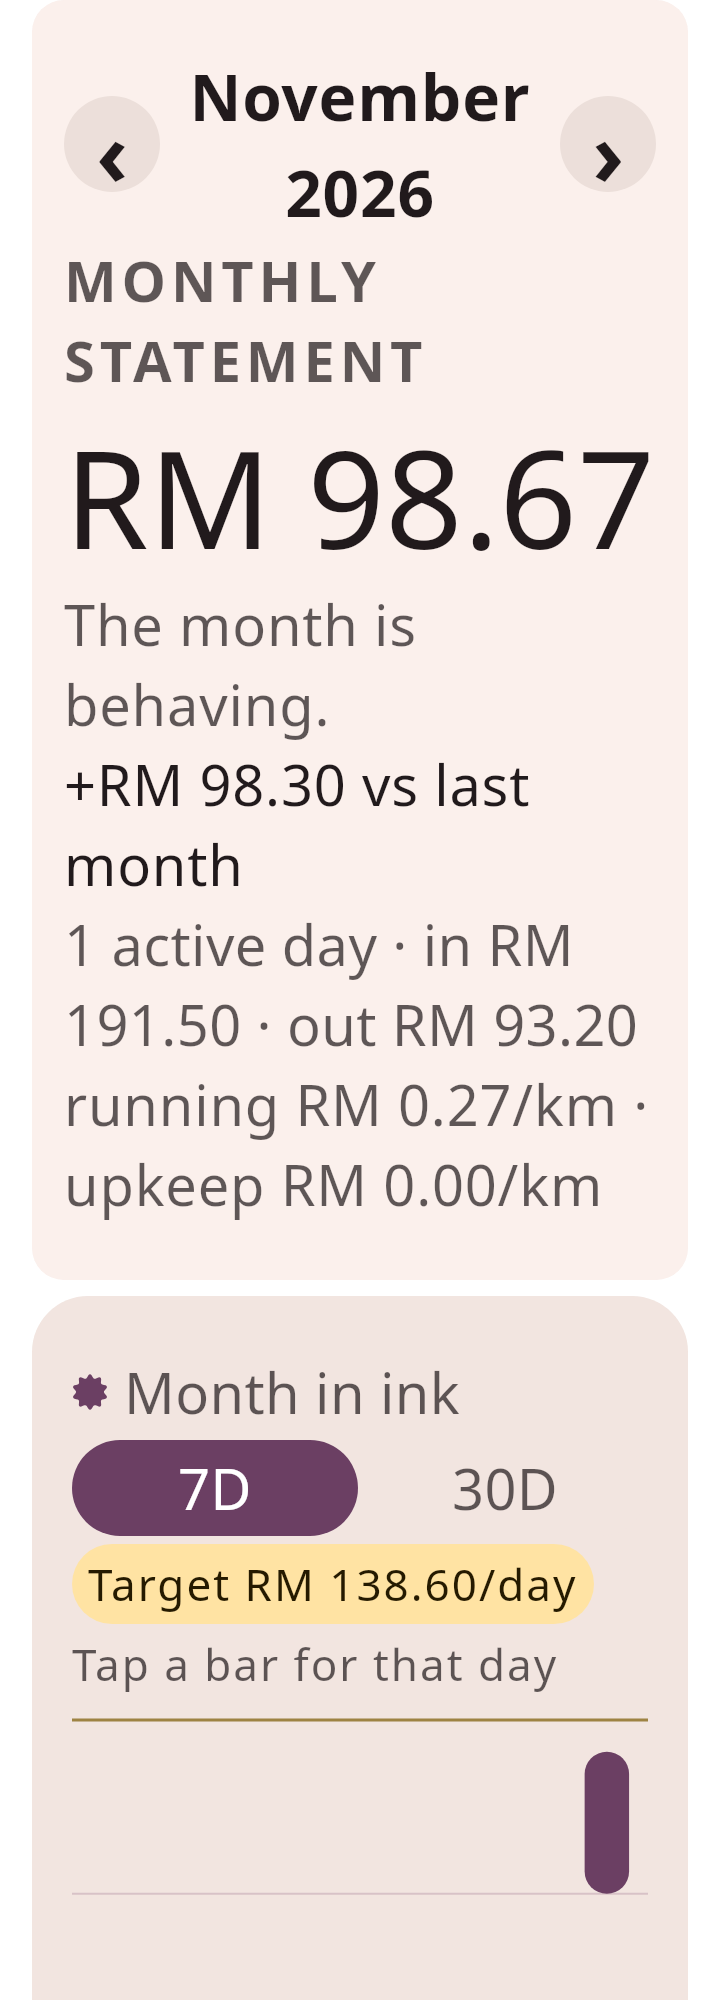 ‹
November
2026
›
MONTHLY
STATEMENT
RM 98.67
The month is
behaving.
+RM 98.30 vs last
month
1 active day · in RM
191.50 · out RM 93.20
running RM 0.27/km ·
upkeep RM 0.00/km
Month in ink
7D
30D
Target RM 138.60/day
Tap a bar for that day